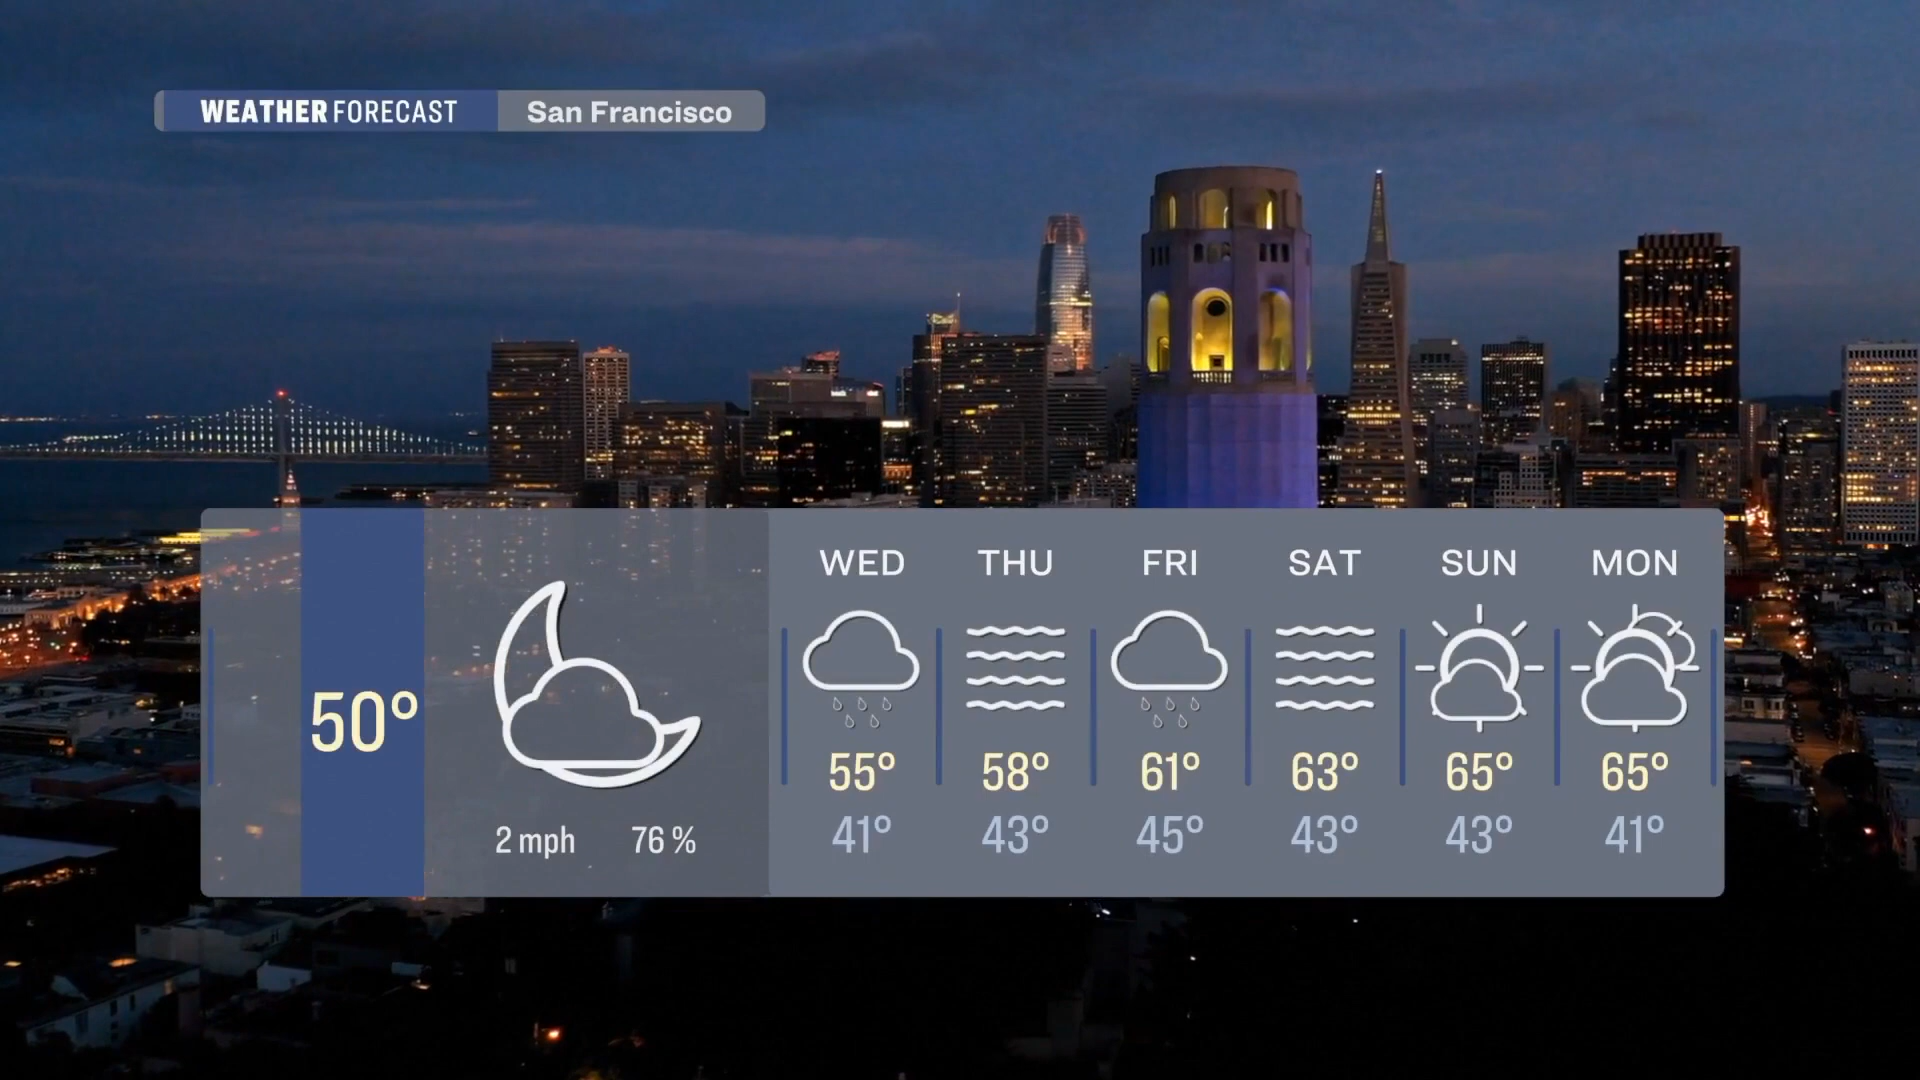 WEATHER FORECAST San Francisco
WED THU FRI SAT SUN MON
50°
55° 58° 61° 63° 65° 65°
2 mph 76 % 41° 43° 45° 43° 43° 41°